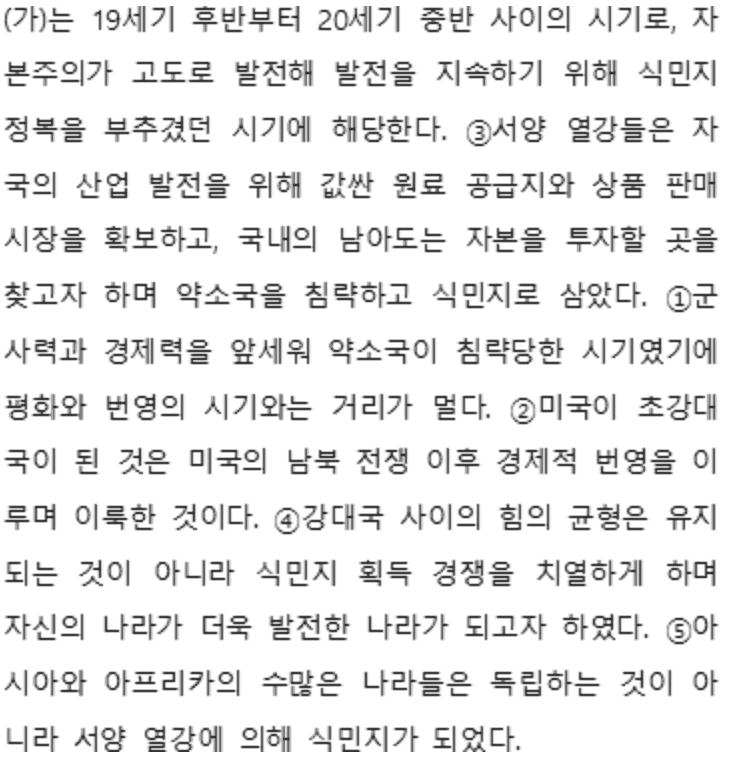 (가)는 19세기 후반부터 20세기 중반 사이의 시기로, 자
본주의가 고도로 발전해 발전을 지속하기 위해 식민지
정복을 부추겼던 시기에 해당한다. ③서양 열강들은 자
국의 산업 발전을 위해 값싼 원료 공급지와 상품 판매
시장을 확보하고, 국내의 남아도는 자본을 투자할 곳을
찾고자 하며 약소국을 침략하고 식민지로 삼았다. ①군
사력과 경제력을 앞세워 약소국이 침략당한 시기였기에
평화와 번영의 시기와는 거리가 멀다. ②미국이 초강대
국이 된 것은 미국의 남북 전쟁 이후 경제적 번영을 이
루며 이룩한 것이다. ④강대국 사이의 힘의 균형은 유지
되는 것이 아니라 식민지 획득 경쟁을 치열하게 하며
자신의 나라가 더욱 발전한 나라가 되고자 하였다. ⑤아
시아와 아프리카의 수많은 나라들은 독립하는 것이 아
니라 서양 열강에 의해 식민지가 되었다.